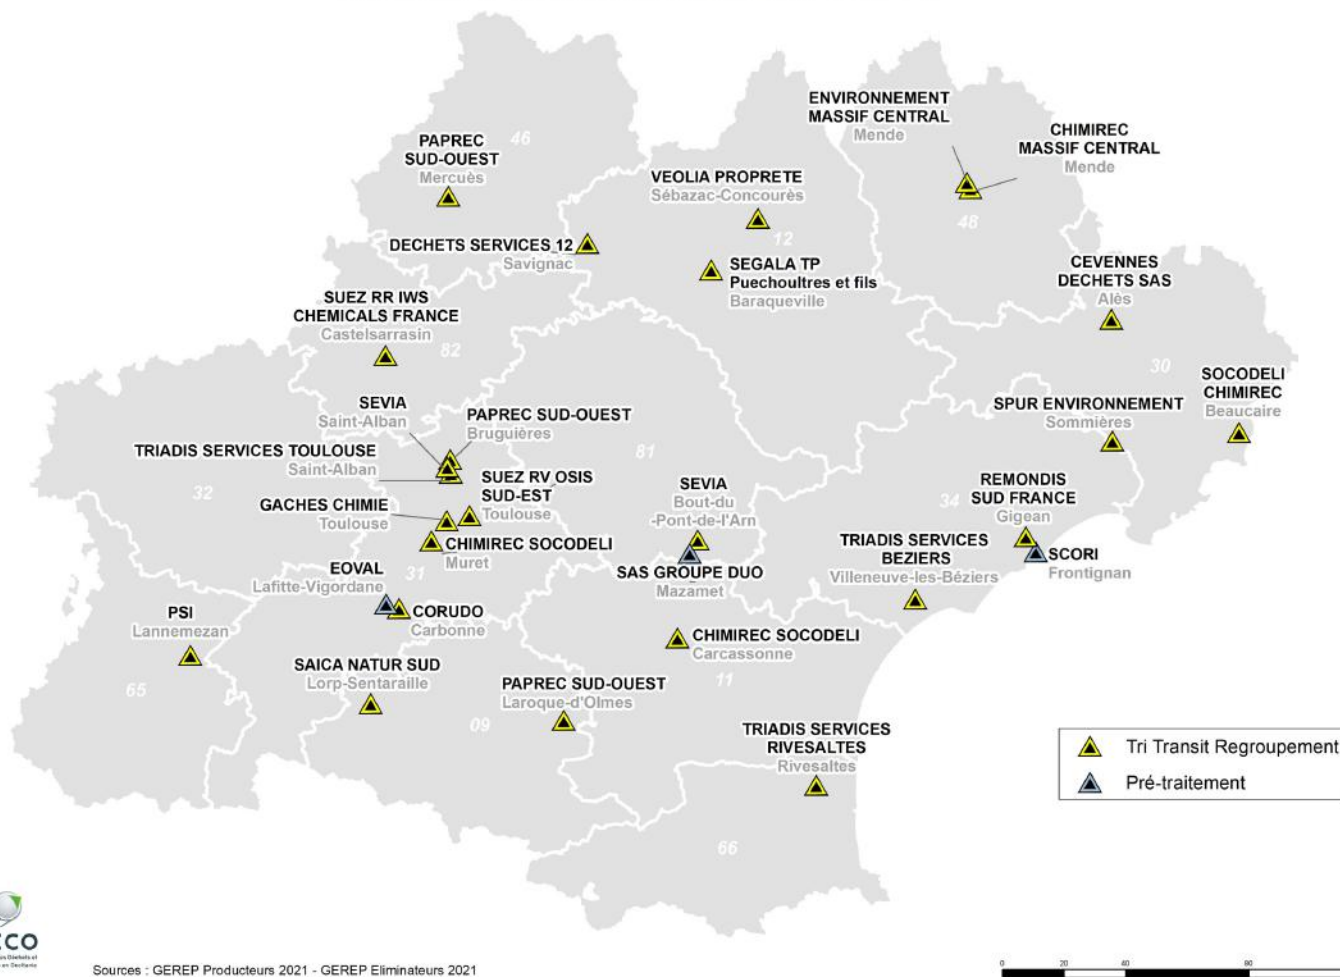 ENVIRONNEMENT
MASSIF CENTRAL
Mende
CHIMIREC
MASSIF CENTRAL
Mende
46
PAPREC
SUD-OUEST
Mercuès
VEOLIA PROPRETE
Sébazac-Concourès
48
12
DECHETS SERVICES 12
Savignac
SEGALA TP
Puechoultres et fils
Baraqueville
CEVENNES
DECHETS SAS
Alès
SUEZ RR IWS
CHEMICALS FRANCE
Castelsarrasin
82
30
SOCODELI
CHIMIREC
Beaucaire
SEVIA
Saint-Alban
PAPREC SUD-OUEST
Bruguières
SPUR ENVIRONNEMENT
Sommières
TRIADIS SERVICES TOULOUSE
Saint-Alban
81
SUEZ RV OSIS
SUD-EST
Toulouse
32
GACHES CHIMIE
Toulouse
SEVIA
Bout-du
-Pont-de-l'Arn
34
REMONDIS
SUD FRANCE
Gigean
CHIMIREC SOCODELI
Muret
TRIADIS SERVICES
BEZIERS
Villeneuve-les-Béziers
SCORI
Frontignan
EOVAL
Lafitte-Vigordane
31
SAS GROUPE DUO
Mazamet
PSI
Lannemezan
CORUDO
Carbonne
CHIMIREC SOCODELI
Carcassonne
65
SAICA NATUR SUD
Lorp-Sentaraille
PAPREC SUD-OUEST
Laroque-d'Olmes
11
09
TRIADIS SERVICES
RIVESALTES
Rivesaltes
66
Tri Transit Regroupement
Pré-traitement
CO
Sources : GEREP Producteurs 2021 - GEREP Eliminateurs 2021
0 20 40 80